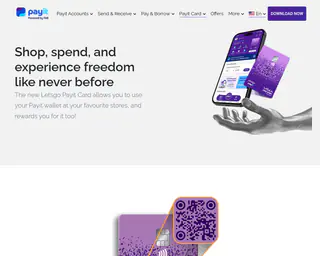 payit
Powered by FAB
Payit Accounts
Send & Receive
Pay & Borrow
Payit Card
Offers
More
En
DOWNLOAD NOW
Shop, spend, and
experience freedom
like never before
The new Letsgo Payit Card allows you to use
your Payit wallet at your favourite stores, and
rewards you for it too!